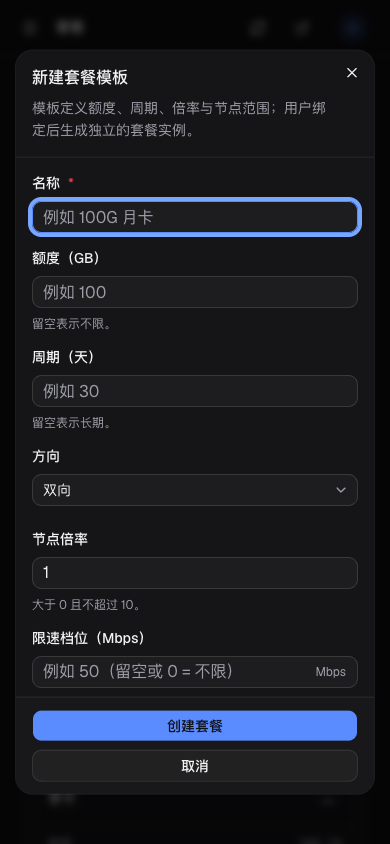 新建套餐模板
模板定义额度、周期、倍率与节点范围；用户绑
定后生成独立的套餐实例。
名称 *
例如 100G 月卡
额度（GB）
例如 100
留空表示不限。
周期（天）
例如 30
留空表示长期。
方向
双向
节点倍率
1
大于 0 且不超过 10。
限速档位（Mbps）
例如 50（留空或 0 = 不限） Mbps
创建套餐
取消